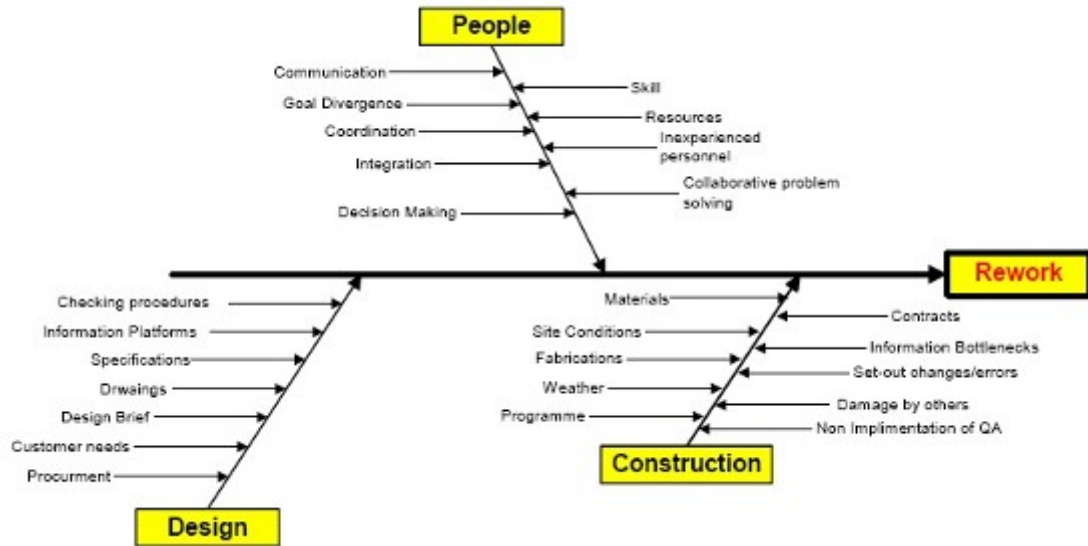 People
Communication
Skill
Goal Divergence
Resources
Coordination
Inexperienced
personnel
Integration
Collaborative problem
solving
Decision Making
Rework
Checking procedures
Information Platforms
Specifications
Drwaings
Design Brief
Customer needs
Procurment
Design
Materials
Contracts
Site Conditions
Information Bottlenecks
Fabrications
Set-out changes/errors
Weather
Damage by others
Programme
Non Implimentation of QA
Construction